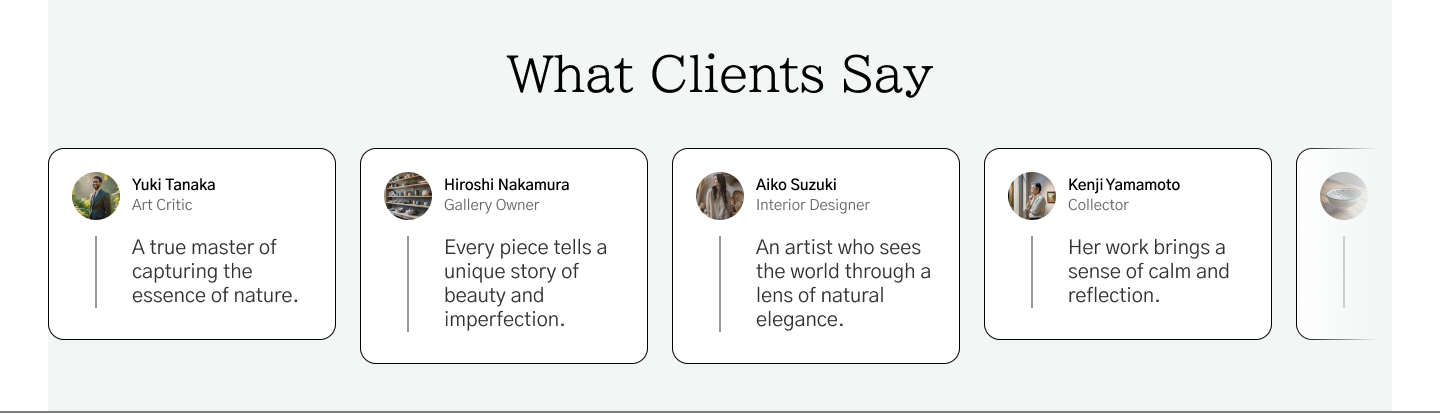 What Clients Say
Yuki Tanaka
Art Critic
A true master of
capturing the
essence of nature.
Hiroshi Nakamura
Gallery Owner
Every piece tells a
unique story of
beauty and
imperfection.
Aiko Suzuki
Interior Designer
An artist who sees
the world through a
lens of natural
elegance.
Kenji Yamamoto
Collector
Her work brings a
sense of calm and
reflection.